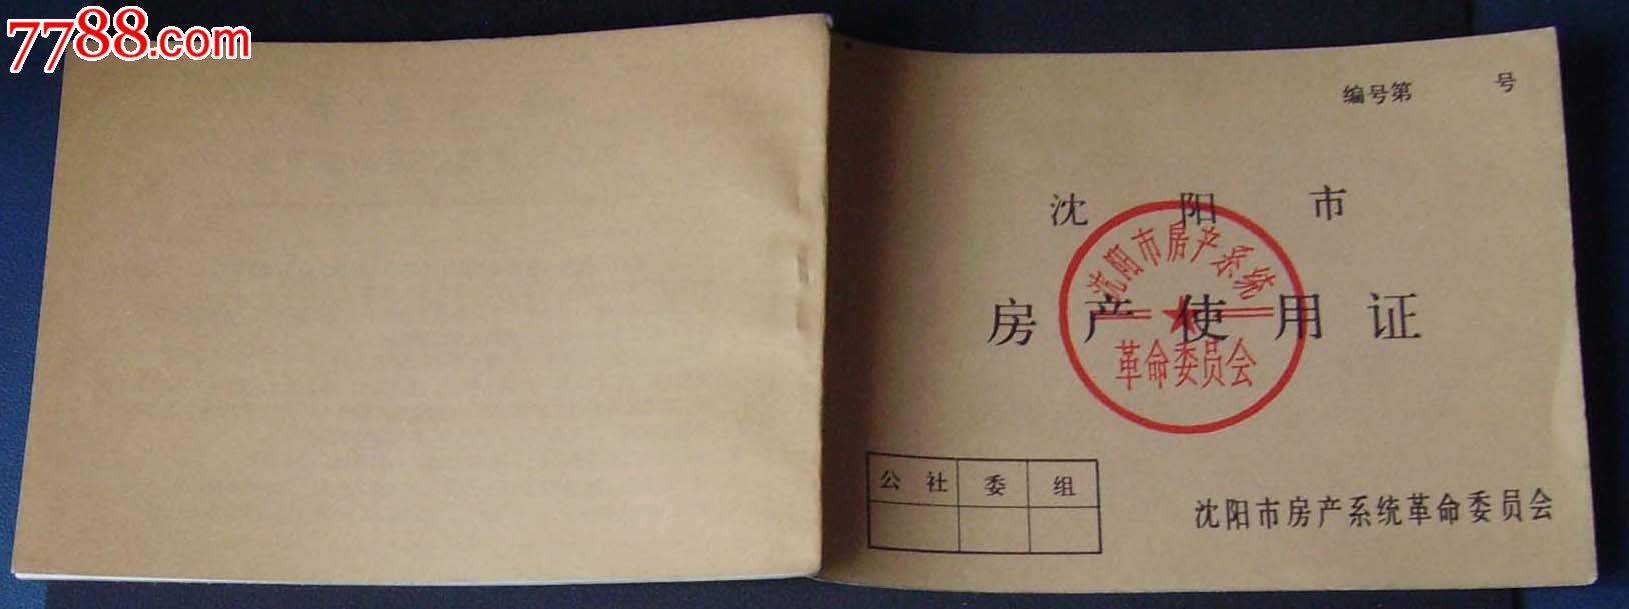 7788.com
编号第 号
沈阳市
房产使用证
沈阳市房产系统
革命委员会
公社 委 组
沈阳市房产系统革命委员会